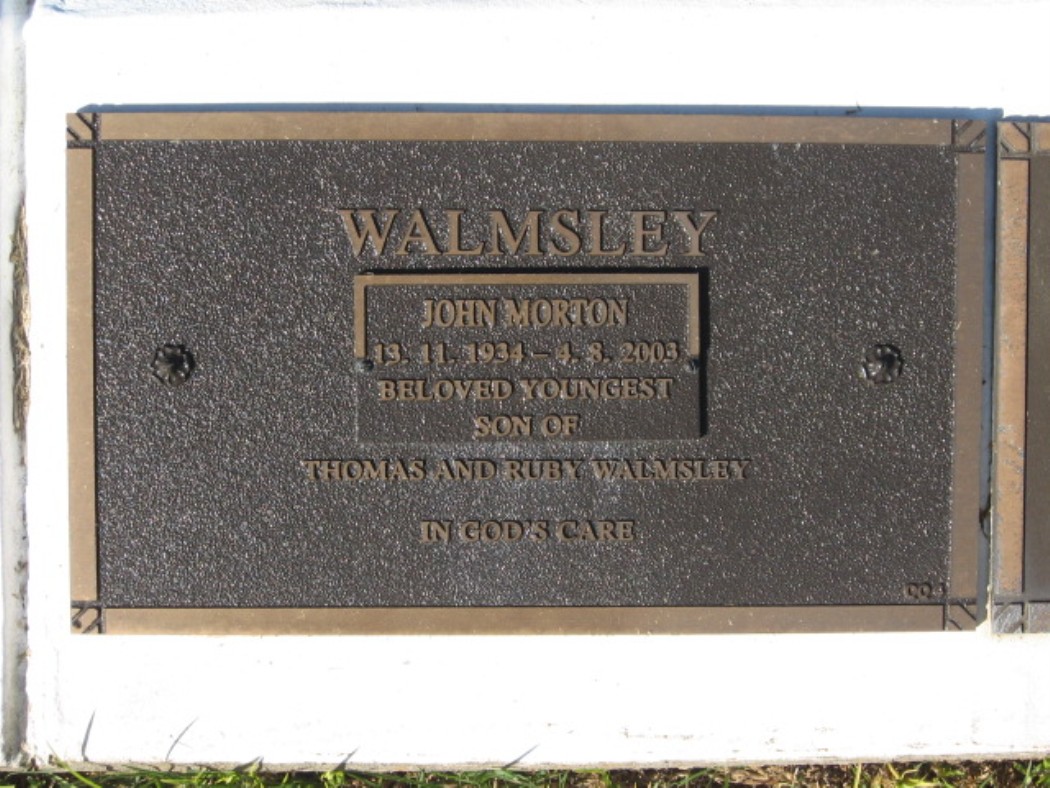 WALMSLEY
JOHN MORTON
13. 11. 1934 – 4. 8. 2003
BELOVED YOUNGEST
SON OF
THOMAS AND RUBY WALMSLEY
IN GOD'S CARE